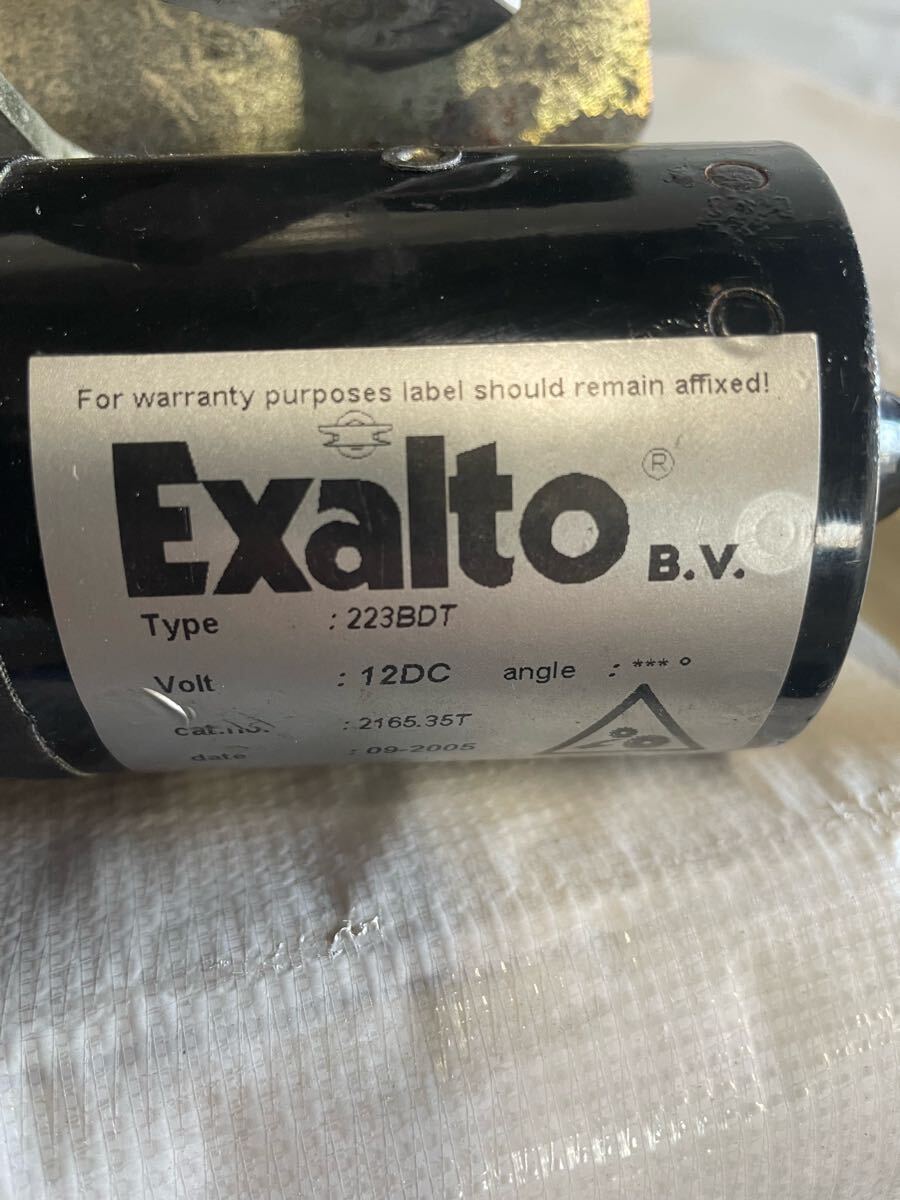 For warranty purposes label should remain affixed!
Exalto ® B.V.
Type : 223BDT
Volt : 12DC angle : *** °
cat.no. : 2165.35T
date : 09-2005